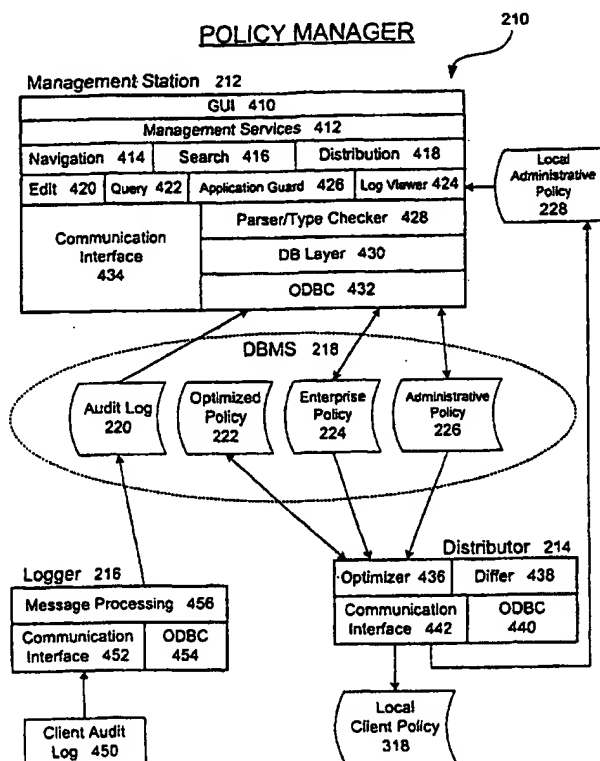 POLICY MANAGER
210
Management Station 212
GUI 410
Management Services 412
Navigation 414
Search 416
Distribution 418
Edit 420
Query 422
Application Guard 426
Log Viewer 424
Local
Administrative
Policy
228
Communication
Interface
434
Parser/Type Checker 428
DB Layer 430
ODBC 432
DBMS 218
Audit Log
220
Optimized
Policy
222
Enterprise
Policy
224
Administrative
Policy
226
Distributor 214
Optimizer 436
Differ 438
Communication
Interface 442
ODBC
440
Logger 216
Message Processing 456
Communication
Interface 452
ODBC
454
Client Audit
Log 450
Local
Client Policy
318